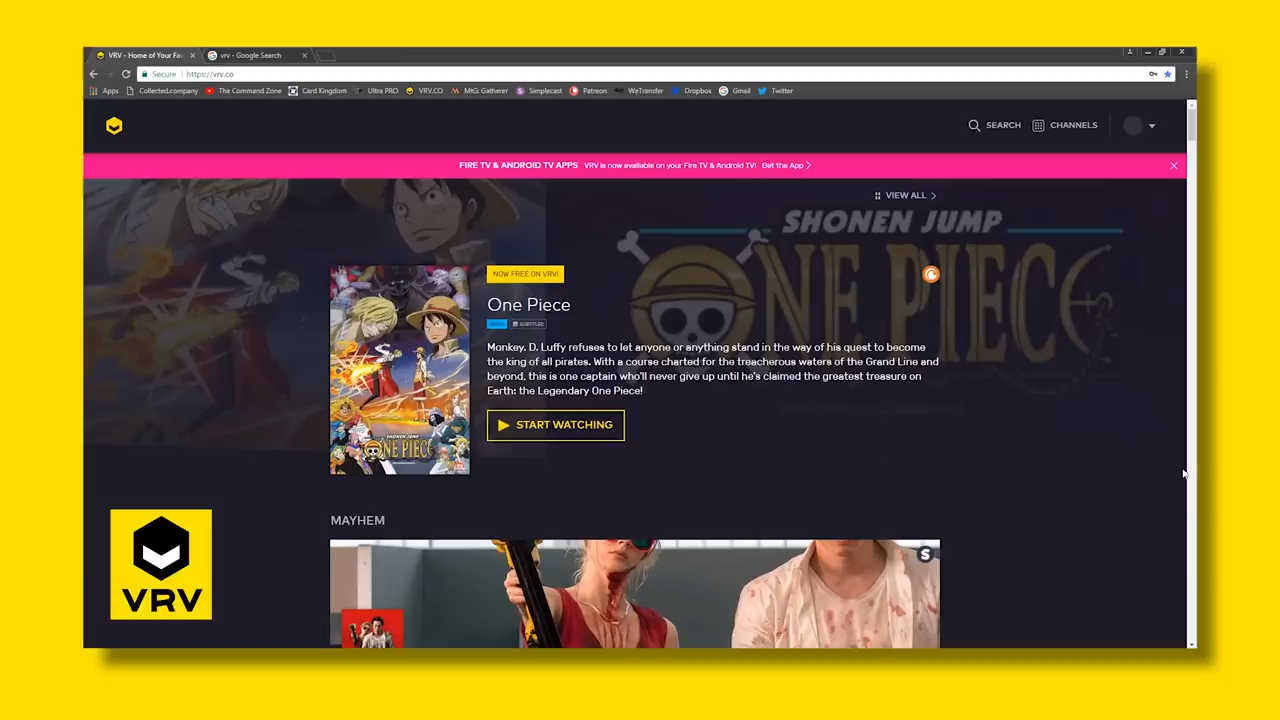 VRV - Home of Your Fav
vrv - Google Search
Secure
https://vrv.co
Apps
Collected.company
The Command Zone
Card Kingdom
Ultra PRO
VRV.CO
MtG: Gatherer
Simplecast
Patreon
WeTransfer
Dropbox
Gmail
Twitter
SEARCH
CHANNELS
FIRE TV & ANDROID TV APPS VRV is now available on your Fire TV & Android TV! Get the App
VIEW ALL
SHONEN JUMP
ONE PIECE
NOW FREE ON VRV!
One Piece
SUBTITLED
Monkey. D. Luffy refuses to let anyone or anything stand in the way of his quest to become
the king of all pirates. With a course charted for the treacherous waters of the Grand Line and
beyond, this is one captain who'll never give up until he's claimed the greatest treasure on
Earth: the Legendary One Piece!
START WATCHING
SHONEN JUMP
ONE PIECE
MAYHEM
S
VRV